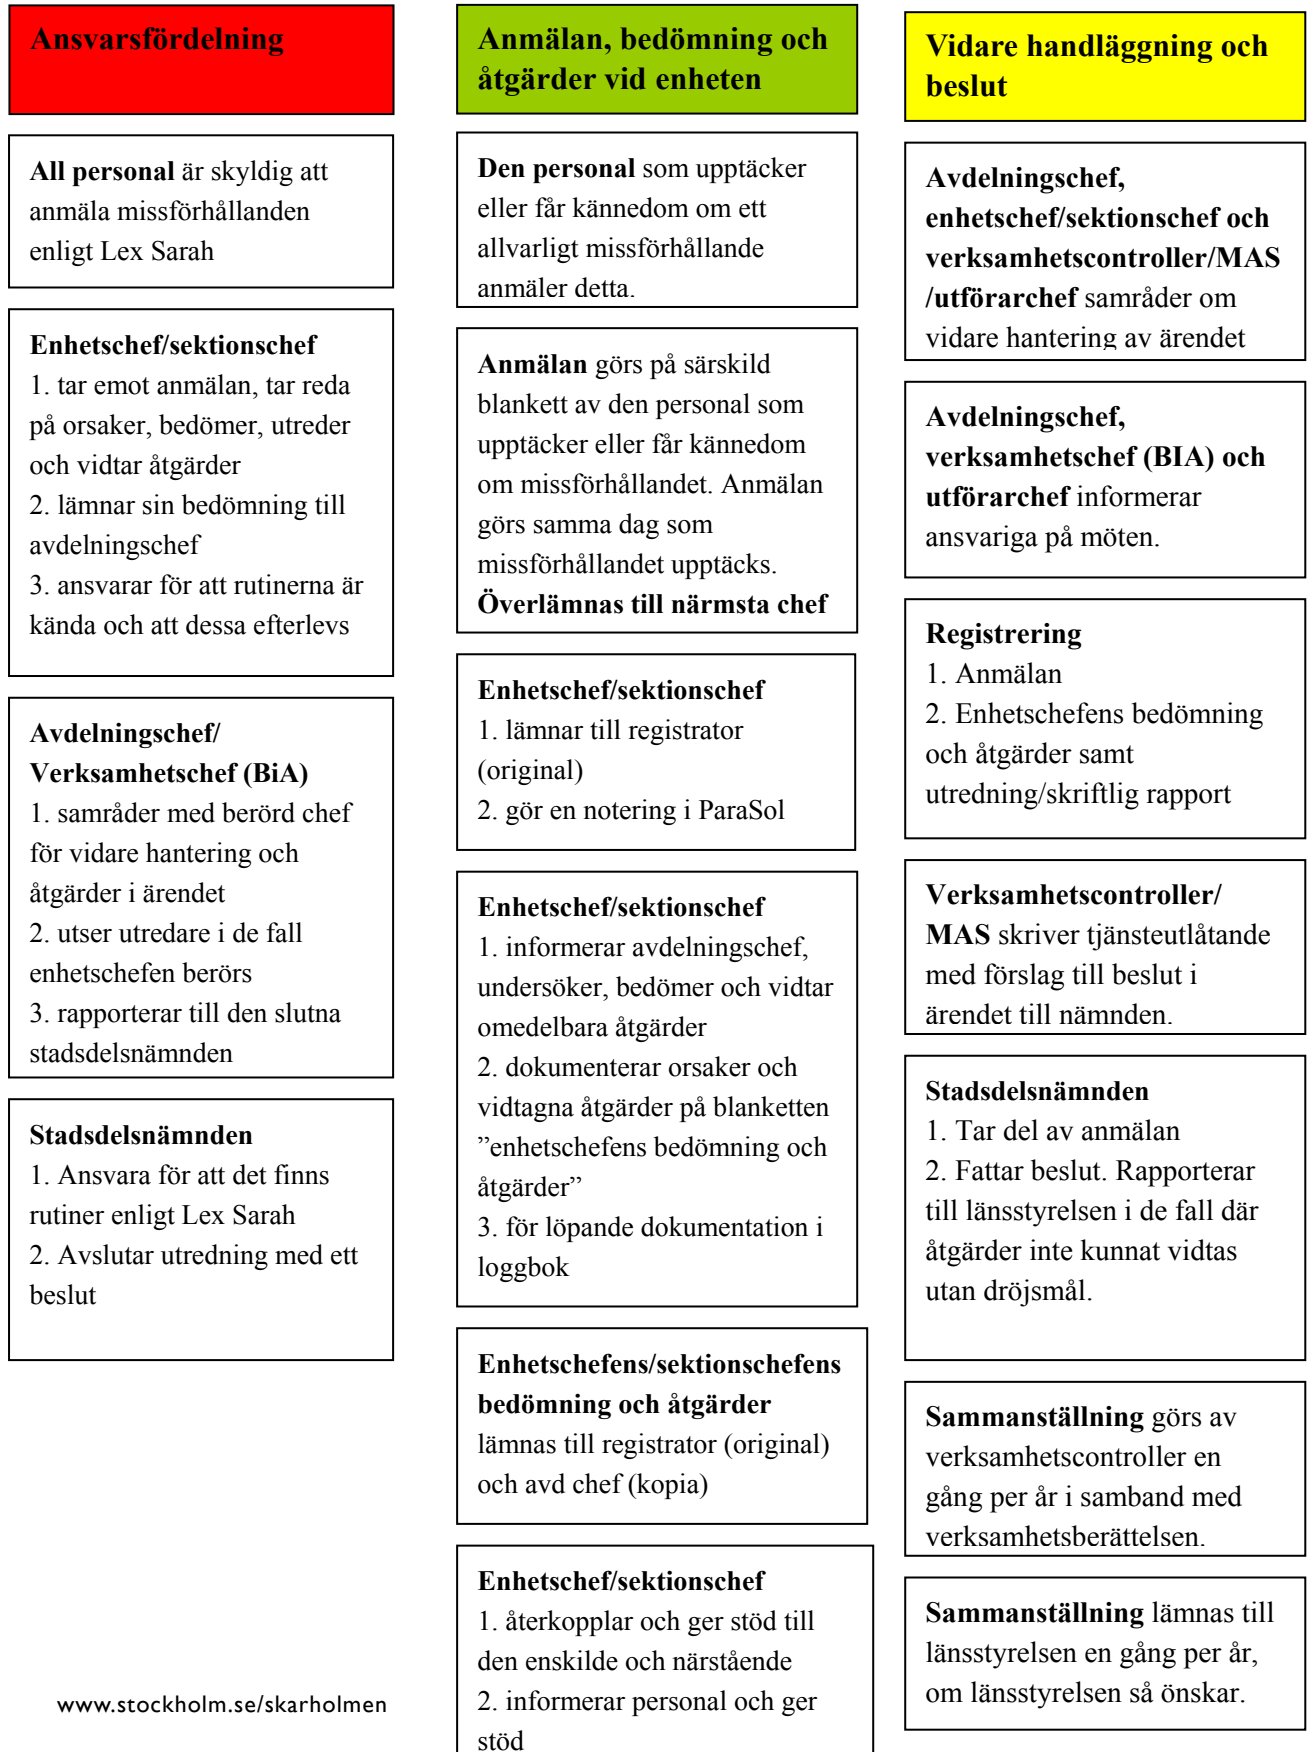 Ansvarsfördelning
All personal är skyldig att
anmäla missförhållanden
enligt Lex Sarah
Enhetschef/sektionschef
1. tar emot anmälan, tar reda
på orsaker, bedömer, utreder
och vidtar åtgärder
2. lämnar sin bedömning till
avdelningschef
3. ansvarar för att rutinerna är
kända och att dessa efterlevs
Avdelningschef/
Verksamhetschef (BiA)
1. samråder med berörd chef
för vidare hantering och
åtgärder i ärendet
2. utser utredare i de fall
enhetschefen berörs
3. rapporterar till den slutna
stadsdelsnämnden
Stadsdelsnämnden
1. Ansvara för att det finns
rutiner enligt Lex Sarah
2. Avslutar utredning med ett
beslut
www.stockholm.se/skarholmen
Anmälan, bedömning och
åtgärder vid enheten
Den personal som upptäcker
eller får kännedom om ett
allvarligt missförhållande
anmäler detta.
Anmälan görs på särskild
blankett av den personal som
upptäcker eller får kännedom
om missförhållandet. Anmälan
görs samma dag som
missförhållandet upptäcks.
Överlämnas till närmsta chef
Enhetschef/sektionschef
1. lämnar till registrator
(original)
2. gör en notering i ParaSol
Enhetschef/sektionschef
1. informerar avdelningschef,
undersöker, bedömer och vidtar
omedelbara åtgärder
2. dokumenterar orsaker och
vidtagna åtgärder på blanketten
”enhetschefens bedömning och
åtgärder”
3. för löpande dokumentation i
loggbok
Enhetschefens/sektionschefens
bedömning och åtgärder
lämnas till registrator (original)
och avd chef (kopia)
Enhetschef/sektionschef
1. återkopplar och ger stöd till
den enskilde och närstående
2. informerar personal och ger
stöd
Vidare handläggning och
beslut
Avdelningschef,
enhetschef/sektionschef och
verksamhetscontroller/MAS
/utförarchef samråder om
vidare hantering av ärendet
Avdelningschef,
verksamhetschef (BIA) och
utförarchef informerar
ansvariga på möten.
Registrering
1. Anmälan
2. Enhetschefens bedömning
och åtgärder samt
utredning/skriftlig rapport
Verksamhetscontroller/
MAS skriver tjänsteutlåtande
med förslag till beslut i
ärendet till nämnden.
Stadsdelsnämnden
1. Tar del av anmälan
2. Fattar beslut. Rapporterar
till länsstyrelsen i de fall där
åtgärder inte kunnat vidtas
utan dröjsmål.
Sammanställning görs av
verksamhetscontroller en
gång per år i samband med
verksamhetsberättelsen.
Sammanställning lämnas till
länsstyrelsen en gång per år,
om länsstyrelsen så önskar.